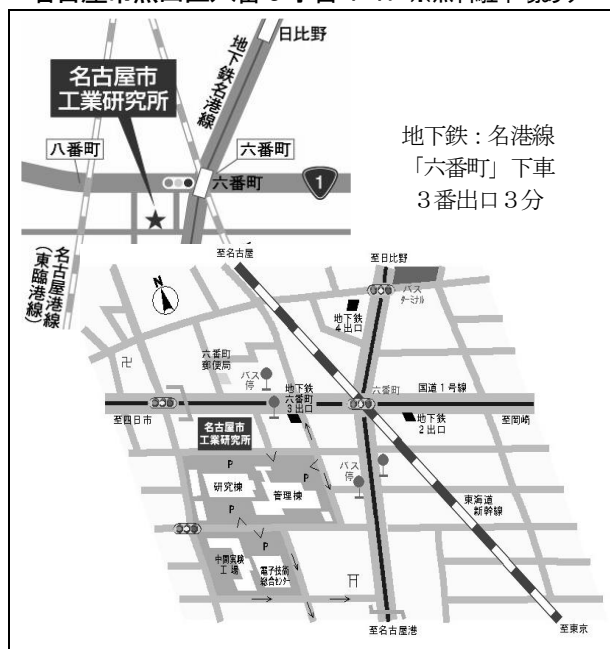 日比野
地下鉄名港線
名古屋市
工業研究所
八番町
六番町
六番町
1
名古屋港線
(東臨港線)
地下鉄：名港線
「六番町」下車
３番出口３分
至名古屋
至日比野
バス
ターミナル
地下鉄
4出口
六番町
郵便局
バス
停
地下鉄
六番町
3出口
六番町
国道1号線
至四日市
地下鉄
2出口
至岡崎
名古屋市
工業研究所
N
P
研究棟
管理棟
P
バス
停
東海道
新幹線
P
中間実験
工場
電子技術
総合センター
至名古屋港
至東京